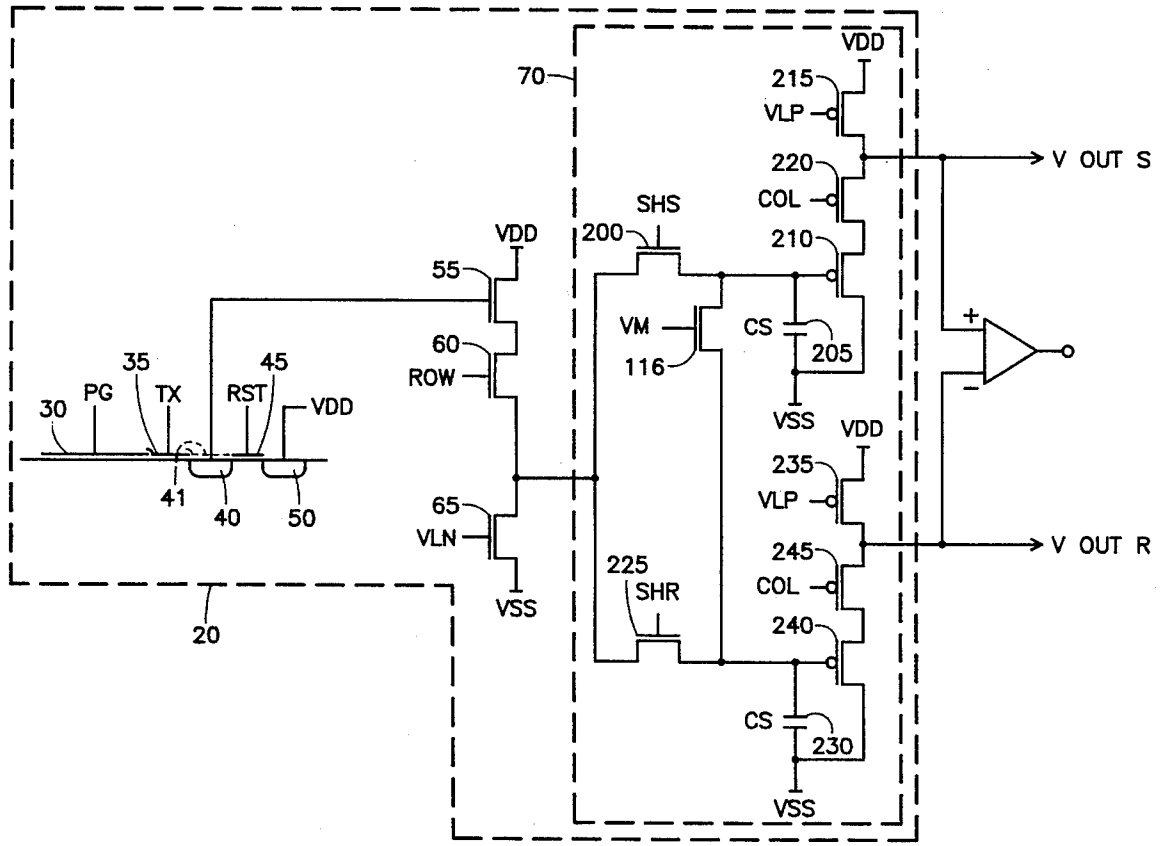 VDD
70
215
VLP
V OUT S
220
COL
SHS
200
VDD
210
55
VM
CS
205
+
116
60
ROW
35
45
PG
TX
RST
VDD
30
VSS
−
VDD
41
40
50
65
VLN
235
VLP
V OUT R
225
245
VSS
SHR
COL
20
240
CS
230
VSS